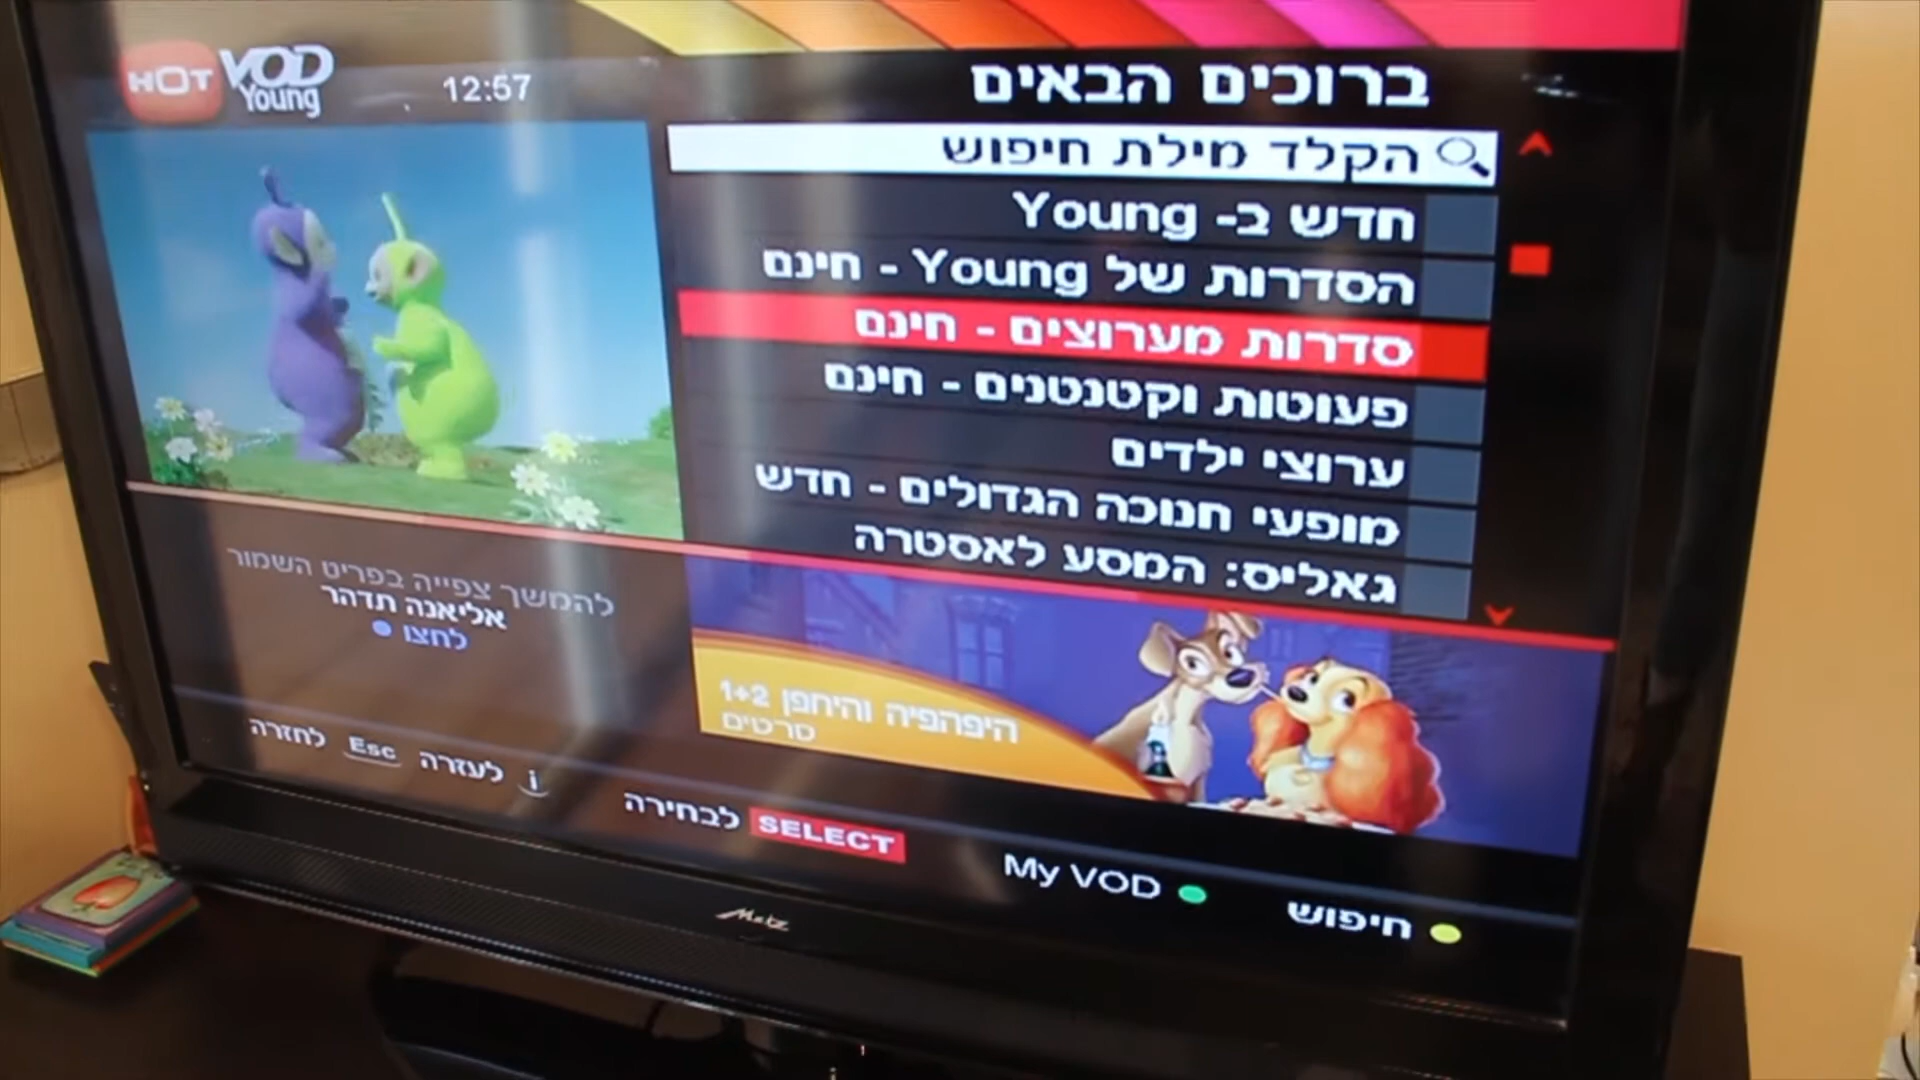 HOT VOD Young
12:57
ברוכים הבאים
הקלד מילת חיפוש
חדש ב- Young
הסדרות של Young - חינם
סדרות מערוצים - חינם
פעוטות וקטנטנים - חינם
ערוצי ילדים
מופעי חנוכה הגדולים - חדש
גאליס: המסע לאסטרה
להמשך צפייה בפריט השמור
אליאנה תדהר
לחצו
היפהפיה והיחפן 1+2
סרטים
i לעזרה Esc לחזרה
SELECT לבחירה
My VOD
חיפוש
Metz